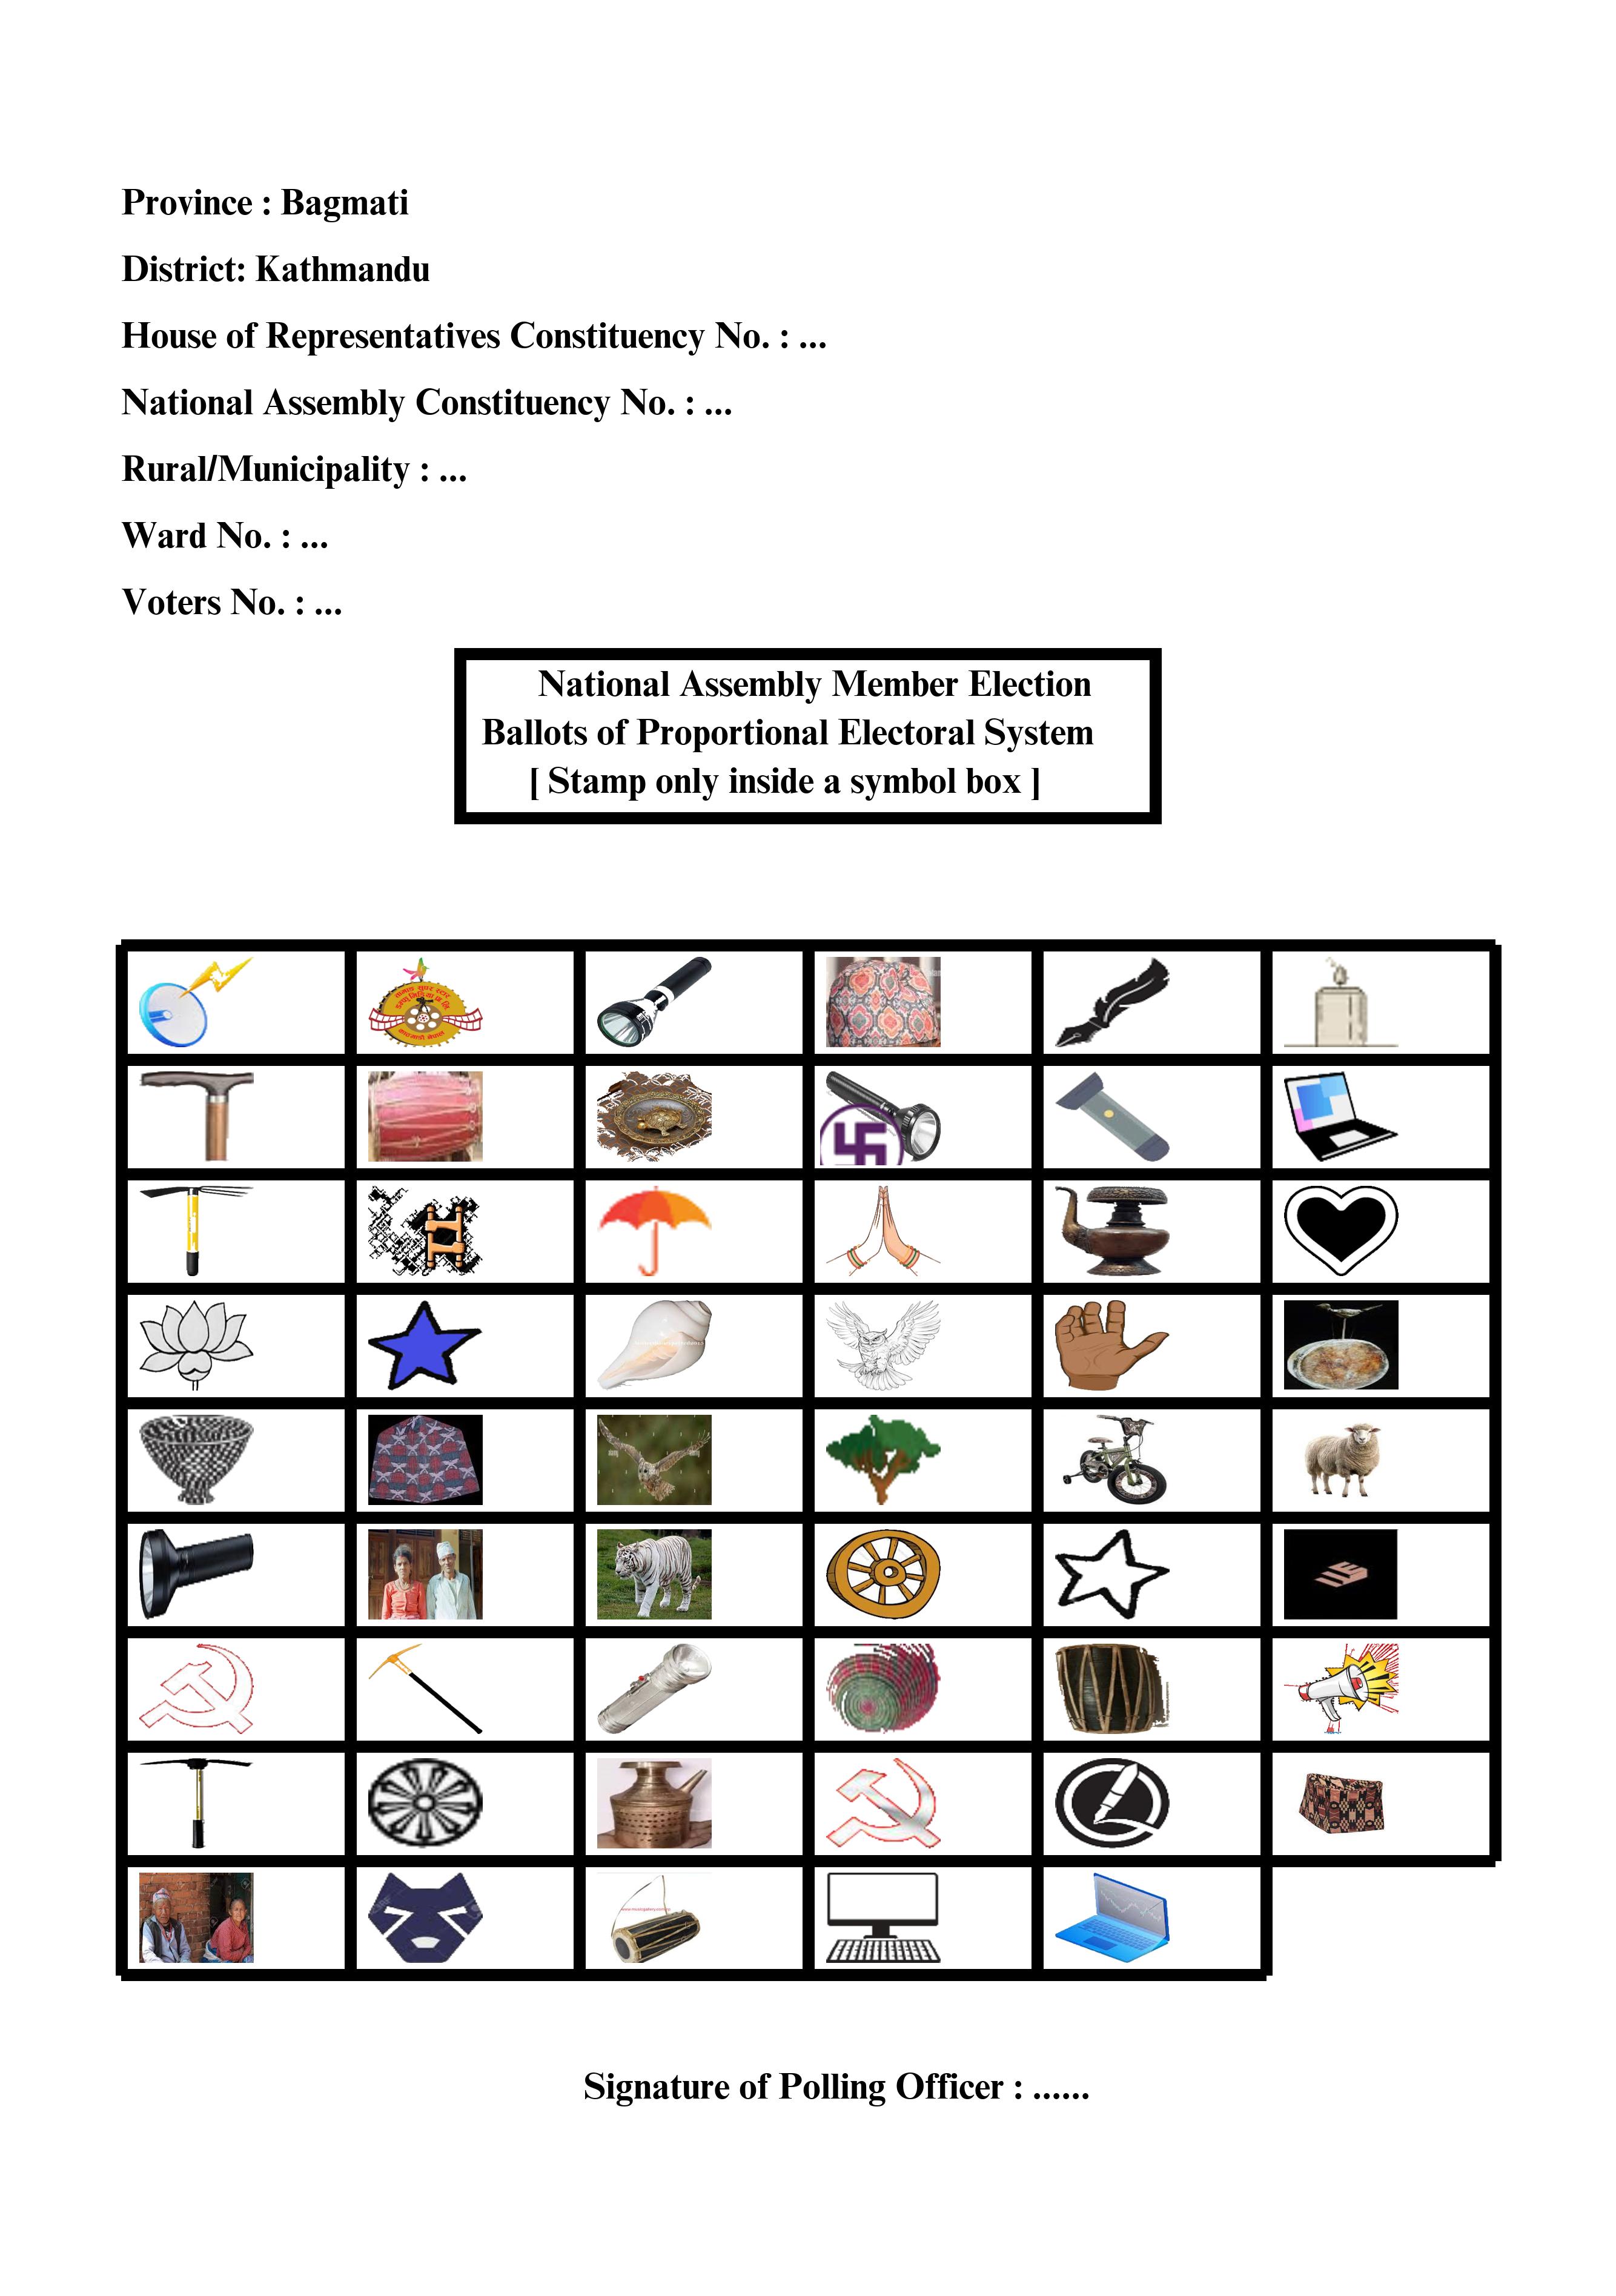 Province : Bagmati
District: Kathmandu
House of Representatives Constituency No. : ...
National Assembly Constituency No. : ...
Rural/Municipality : ...
Ward No. : ...
Voters No. : ...
National Assembly Member Election
Ballots of Proportional Electoral System
[ Stamp only inside a symbol box ]
Signature of Polling Officer : ......